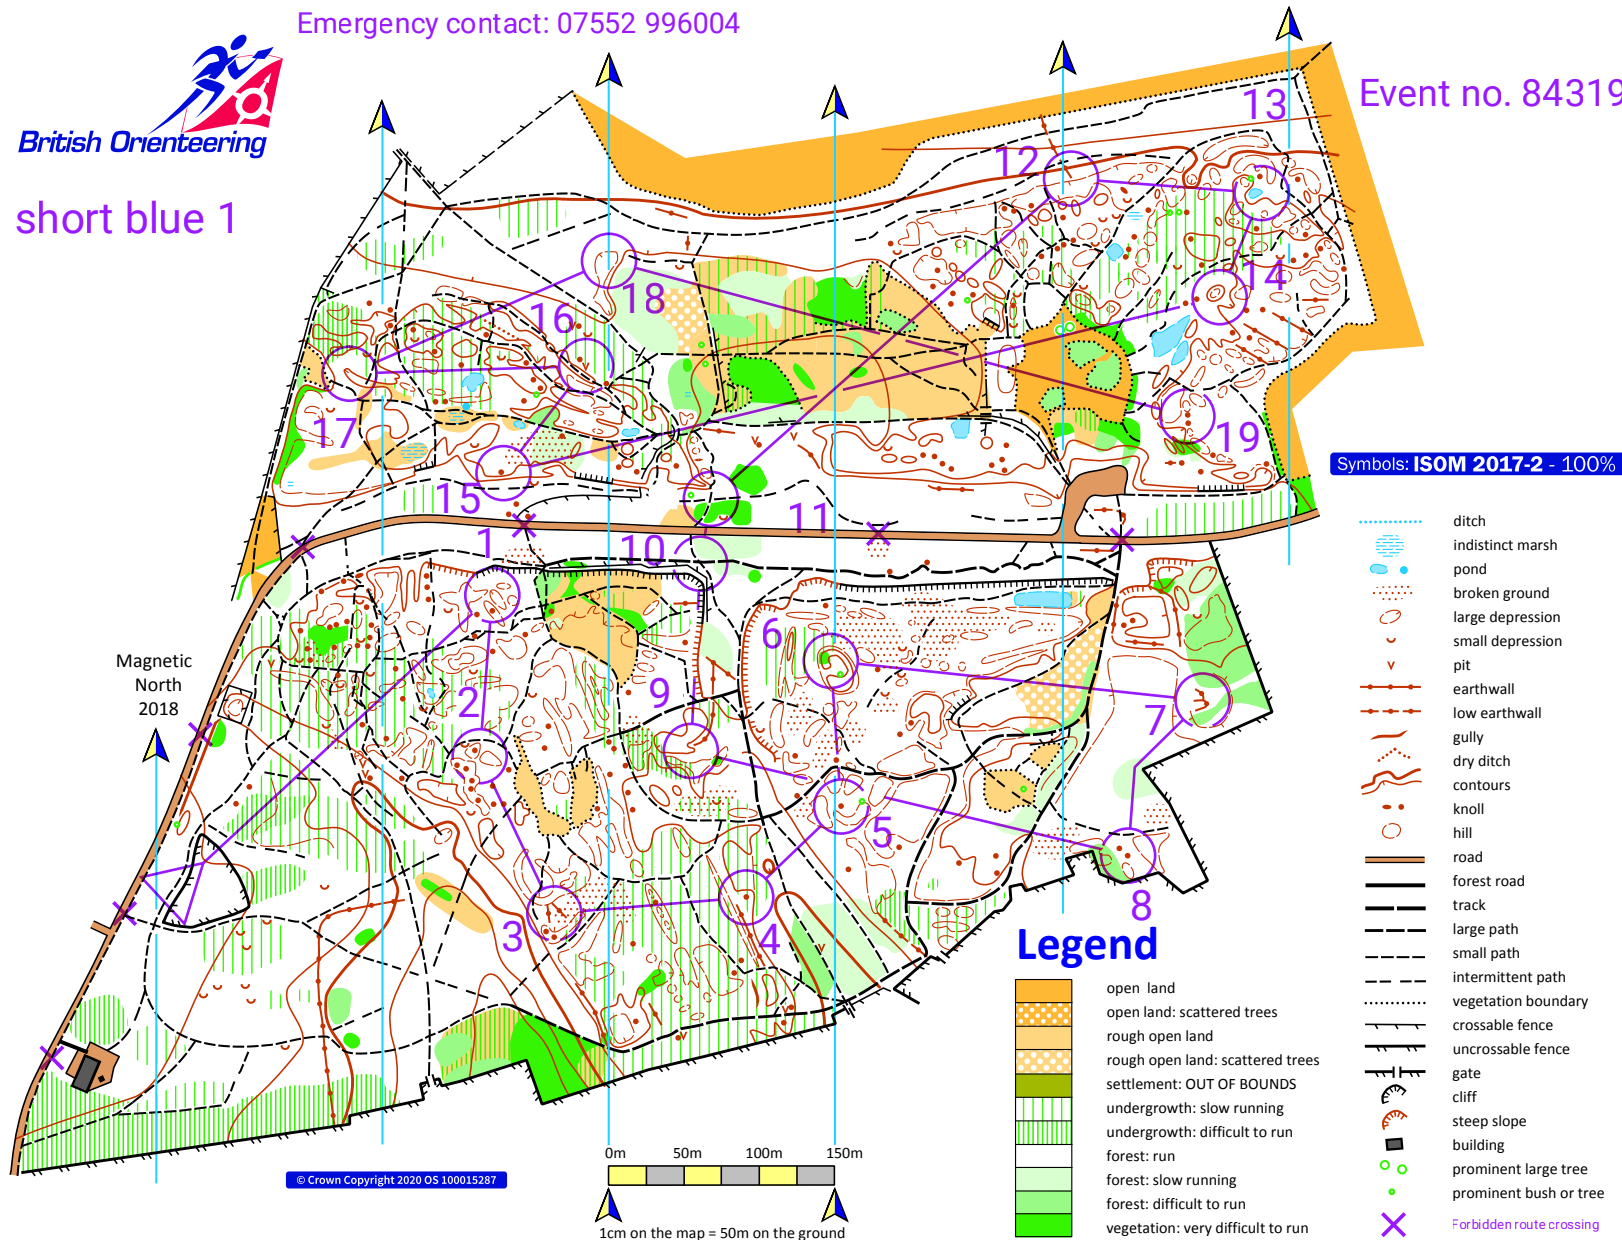 Emergency contact: 07552 996004
British Orienteering
Event no. 84319
short blue 1
13
12
14
18
16
17
19
15
11
1
10
6
9
2
7
5
3
4
8
Magnetic
North
2018
Symbols: ISOM 2017-2 - 100%
ditch
indistinct marsh
pond
broken ground
large depression
small depression
pit
earthwall
low earthwall
gully
dry ditch
contours
knoll
hill
road
forest road
track
large path
small path
intermittent path
vegetation boundary
crossable fence
uncrossable fence
gate
cliff
steep slope
building
prominent large tree
prominent bush or tree
Forbidden route crossing
Legend
open land
open land: scattered trees
rough open land
rough open land: scattered trees
settlement: OUT OF BOUNDS
undergrowth: slow running
undergrowth: difficult to run
forest: run
forest: slow running
forest: difficult to run
vegetation: very difficult to run
0m 50m 100m 150m
1cm on the map = 50m on the ground
© Crown Copyright 2020 OS 100015287